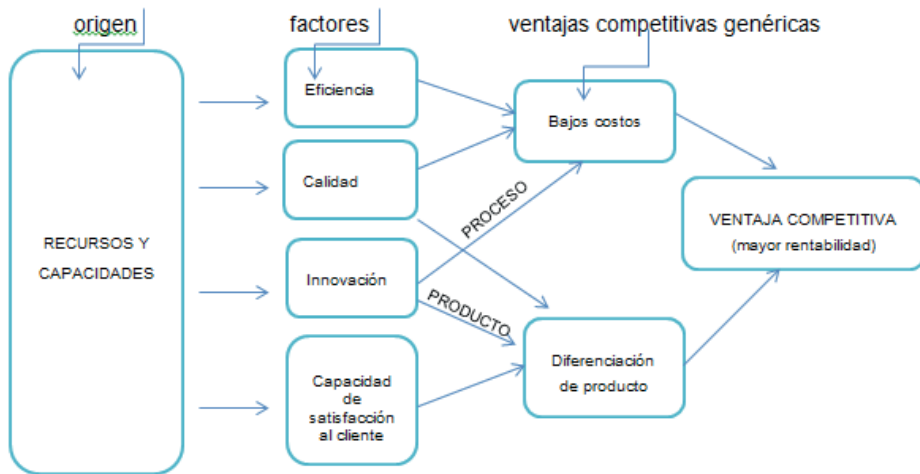 origen
factores
ventajas competitivas genéricas
RECURSOS Y
CAPACIDADES
Eficiencia
Calidad
Innovación
Capacidad
de
satisfacción
al cliente
PROCESO
PRODUCTO
Bajos costos
Diferenciación
de producto
VENTAJA COMPETITIVA
(mayor rentabilidad)